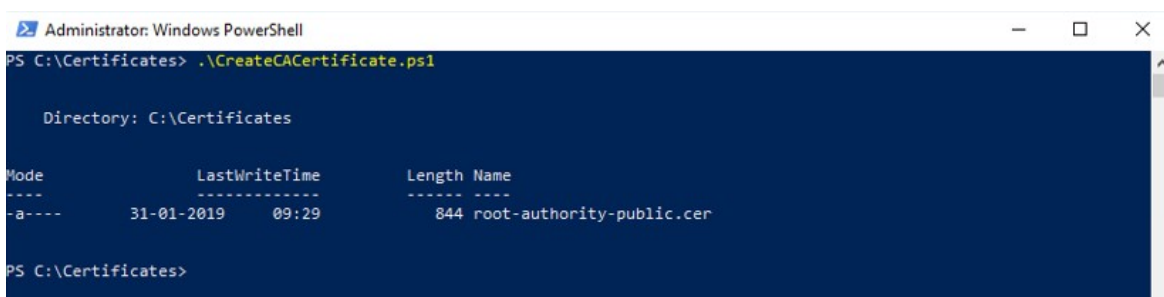 Administrator: Windows PowerShell
PS C:\Certificates> .\CreateCACertificate.ps1
Directory: C:\Certificates
Mode LastWriteTime Length Name
---- ------------- ------ ----
-a---- 31-01-2019 09:29 844 root-authority-public.cer
PS C:\Certificates>